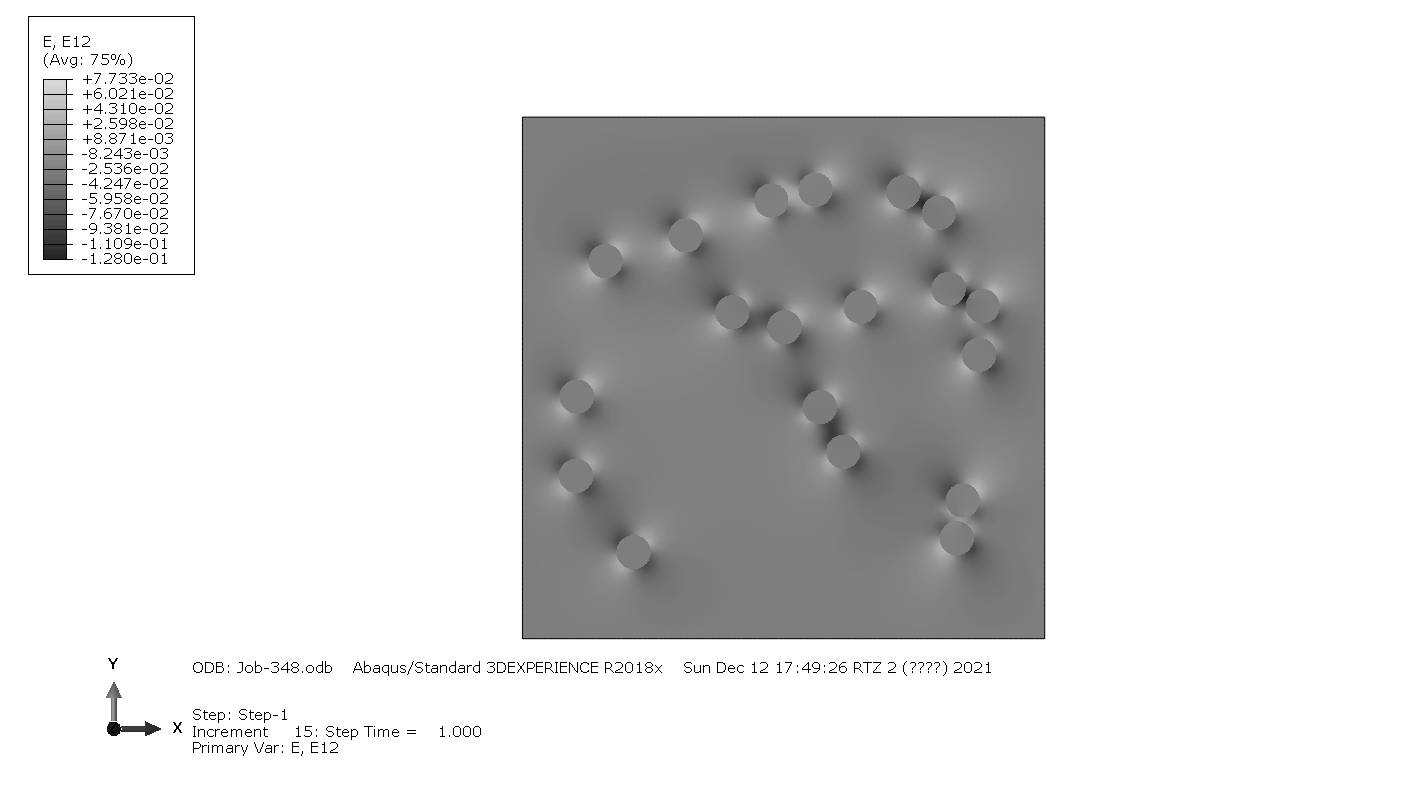 E, E12
(Avg: 75%)
+7.733e-02
+6.021e-02
+4.310e-02
+2.598e-02
+8.871e-03
-8.243e-03
-2.536e-02
-4.247e-02
-5.958e-02
-7.670e-02
-9.381e-02
-1.109e-01
-1.280e-01
Y
X
ODB: Job-348.odb Abaqus/Standard 3DEXPERIENCE R2018x Sun Dec 12 17:49:26 RTZ 2 (????) 2021
Step: Step-1
Increment 15: Step Time = 1.000
Primary Var: E, E12